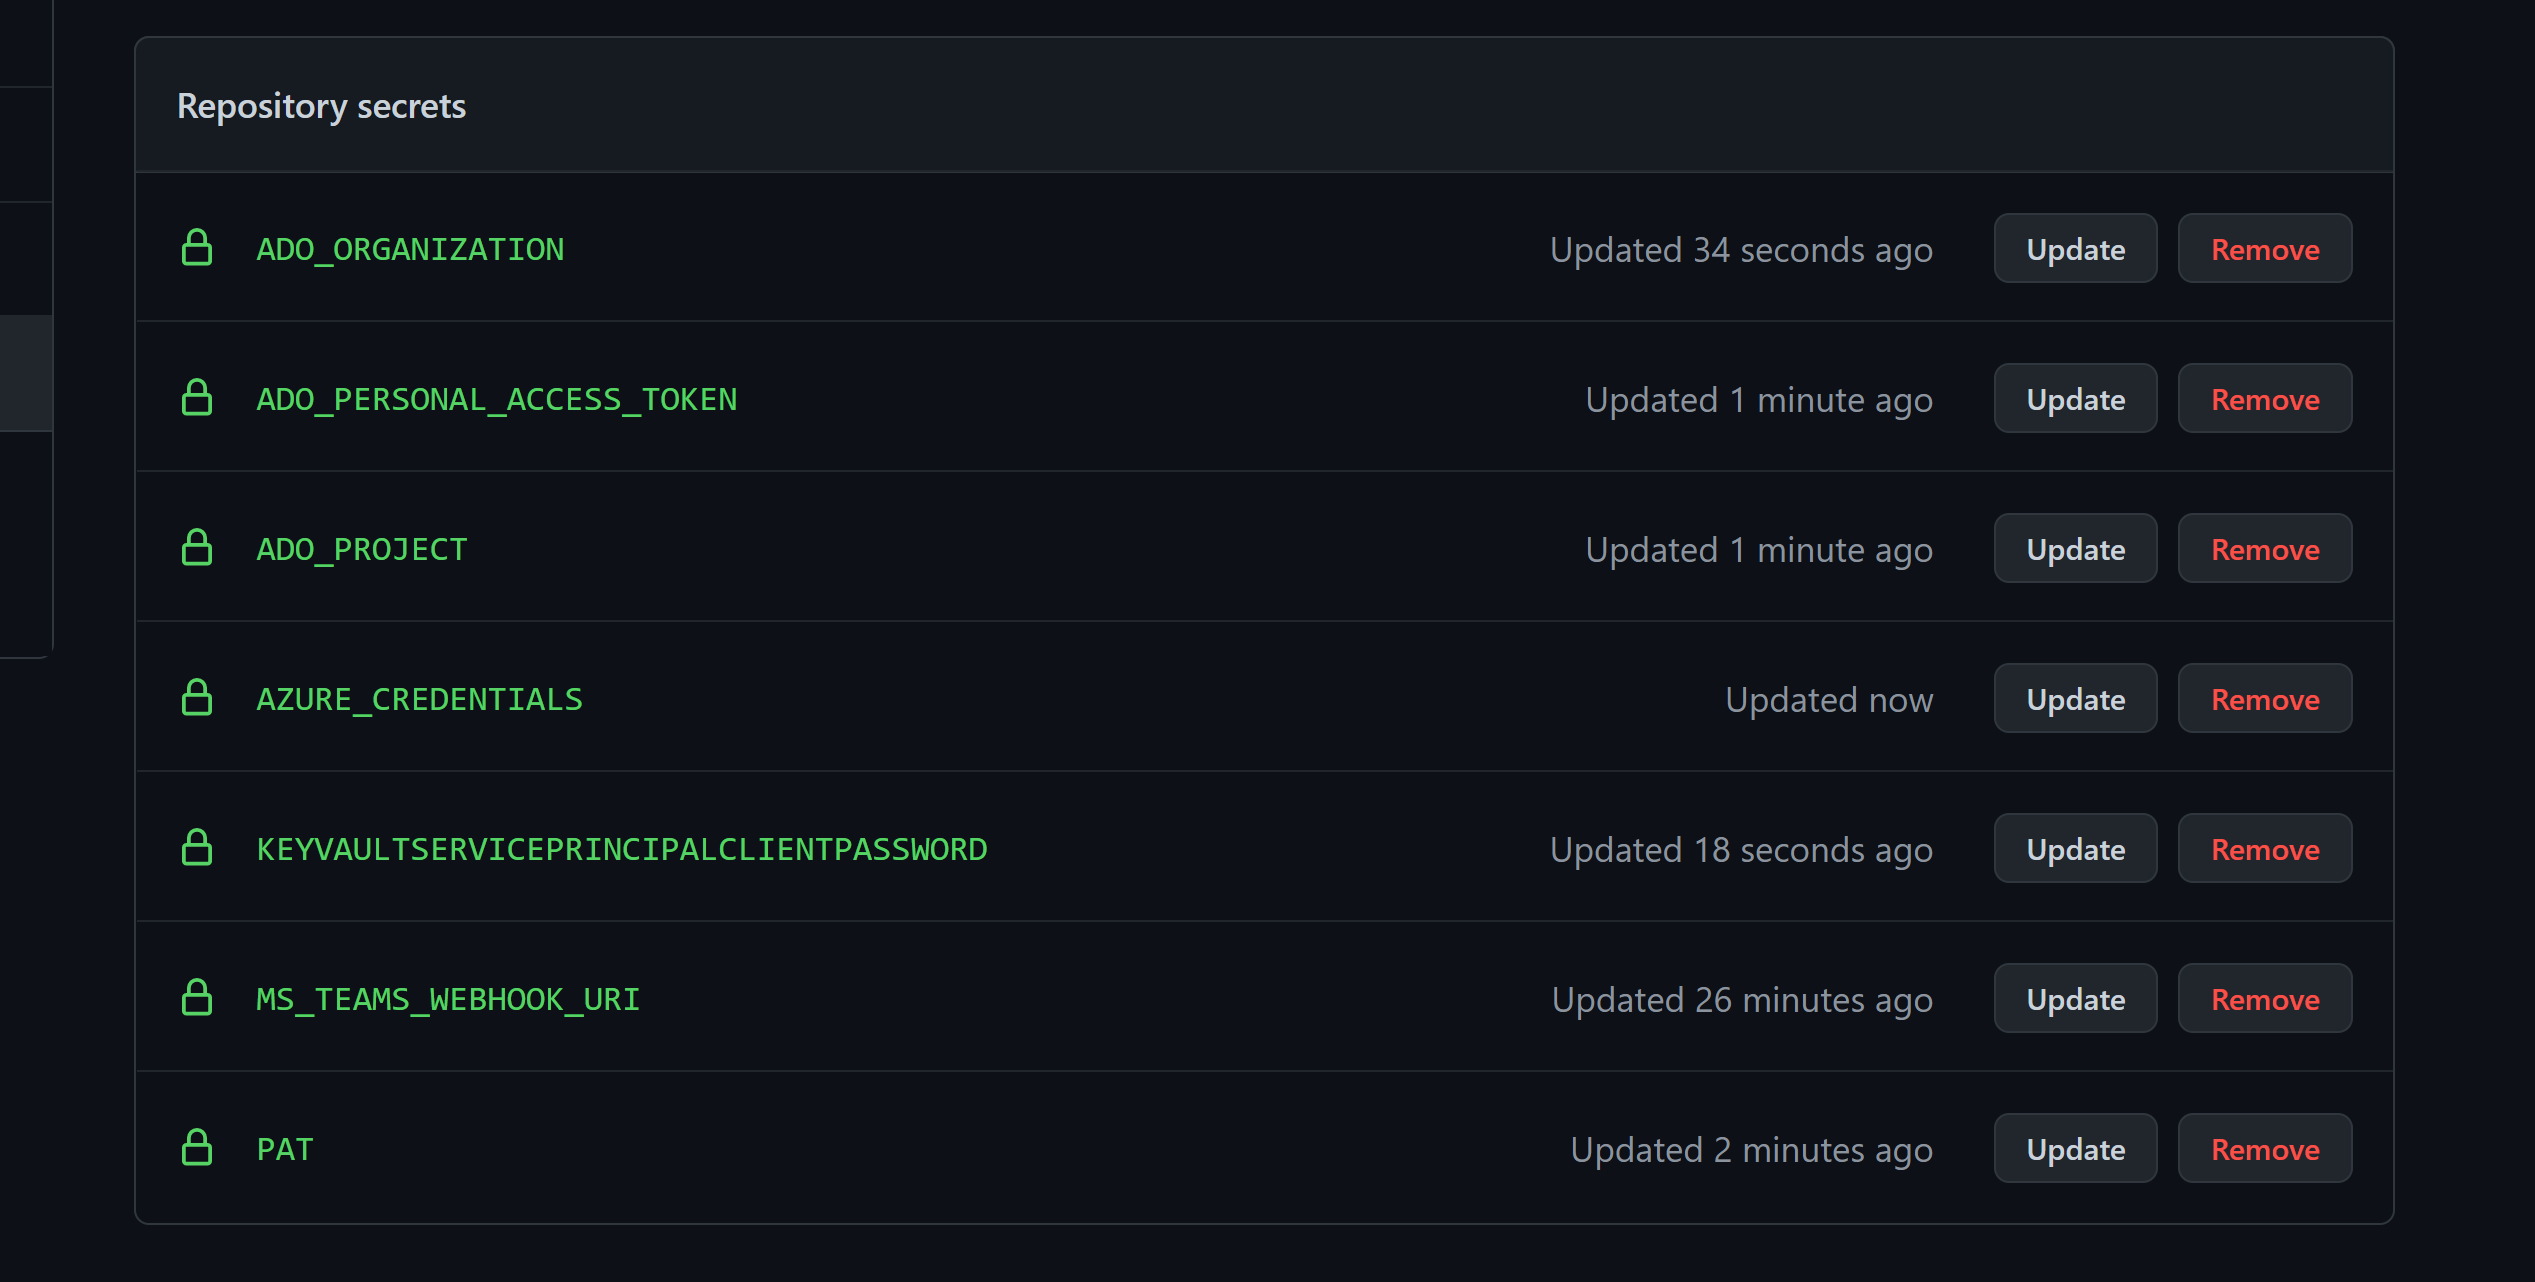 Repository secrets
ADO_ORGANIZATION Updated 34 seconds ago Update Remove
ADO_PERSONAL_ACCESS_TOKEN Updated 1 minute ago Update Remove
ADO_PROJECT Updated 1 minute ago Update Remove
AZURE_CREDENTIALS Updated now Update Remove
KEYVAULTSERVICEPRINCIPALCLIENTPASSWORD Updated 18 seconds ago Update Remove
MS_TEAMS_WEBHOOK_URI Updated 26 minutes ago Update Remove
PAT Updated 2 minutes ago Update Remove